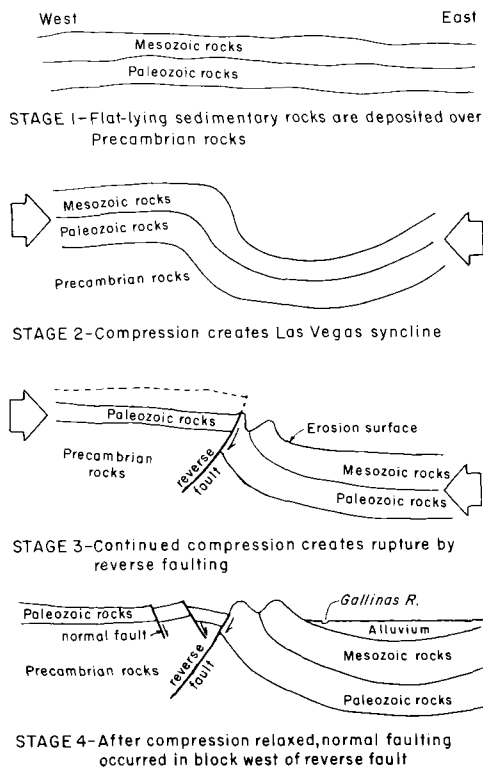 West East
Mesozoic rocks
Paleozoic rocks
STAGE 1-Flat-lying sedimentary rocks are deposited over
Precambrian rocks
Mesozoic rocks
Paleozoic rocks
Precambrian rocks
STAGE 2-Compression creates Las Vegas syncline
Paleozoic rocks
Erosion surface
Precambrian
rocks
reverse
fault
Mesozoic rocks
Paleozoic rocks
STAGE 3-Continued compression creates rupture by
reverse faulting
Gallinas R.
Paleozoic rocks
normal fault
Alluvium
Precambrian rocks
reverse
fault
Mesozoic rocks
Paleozoic rocks
STAGE 4-After compression relaxed, normal faulting
occurred in block west of reverse fault